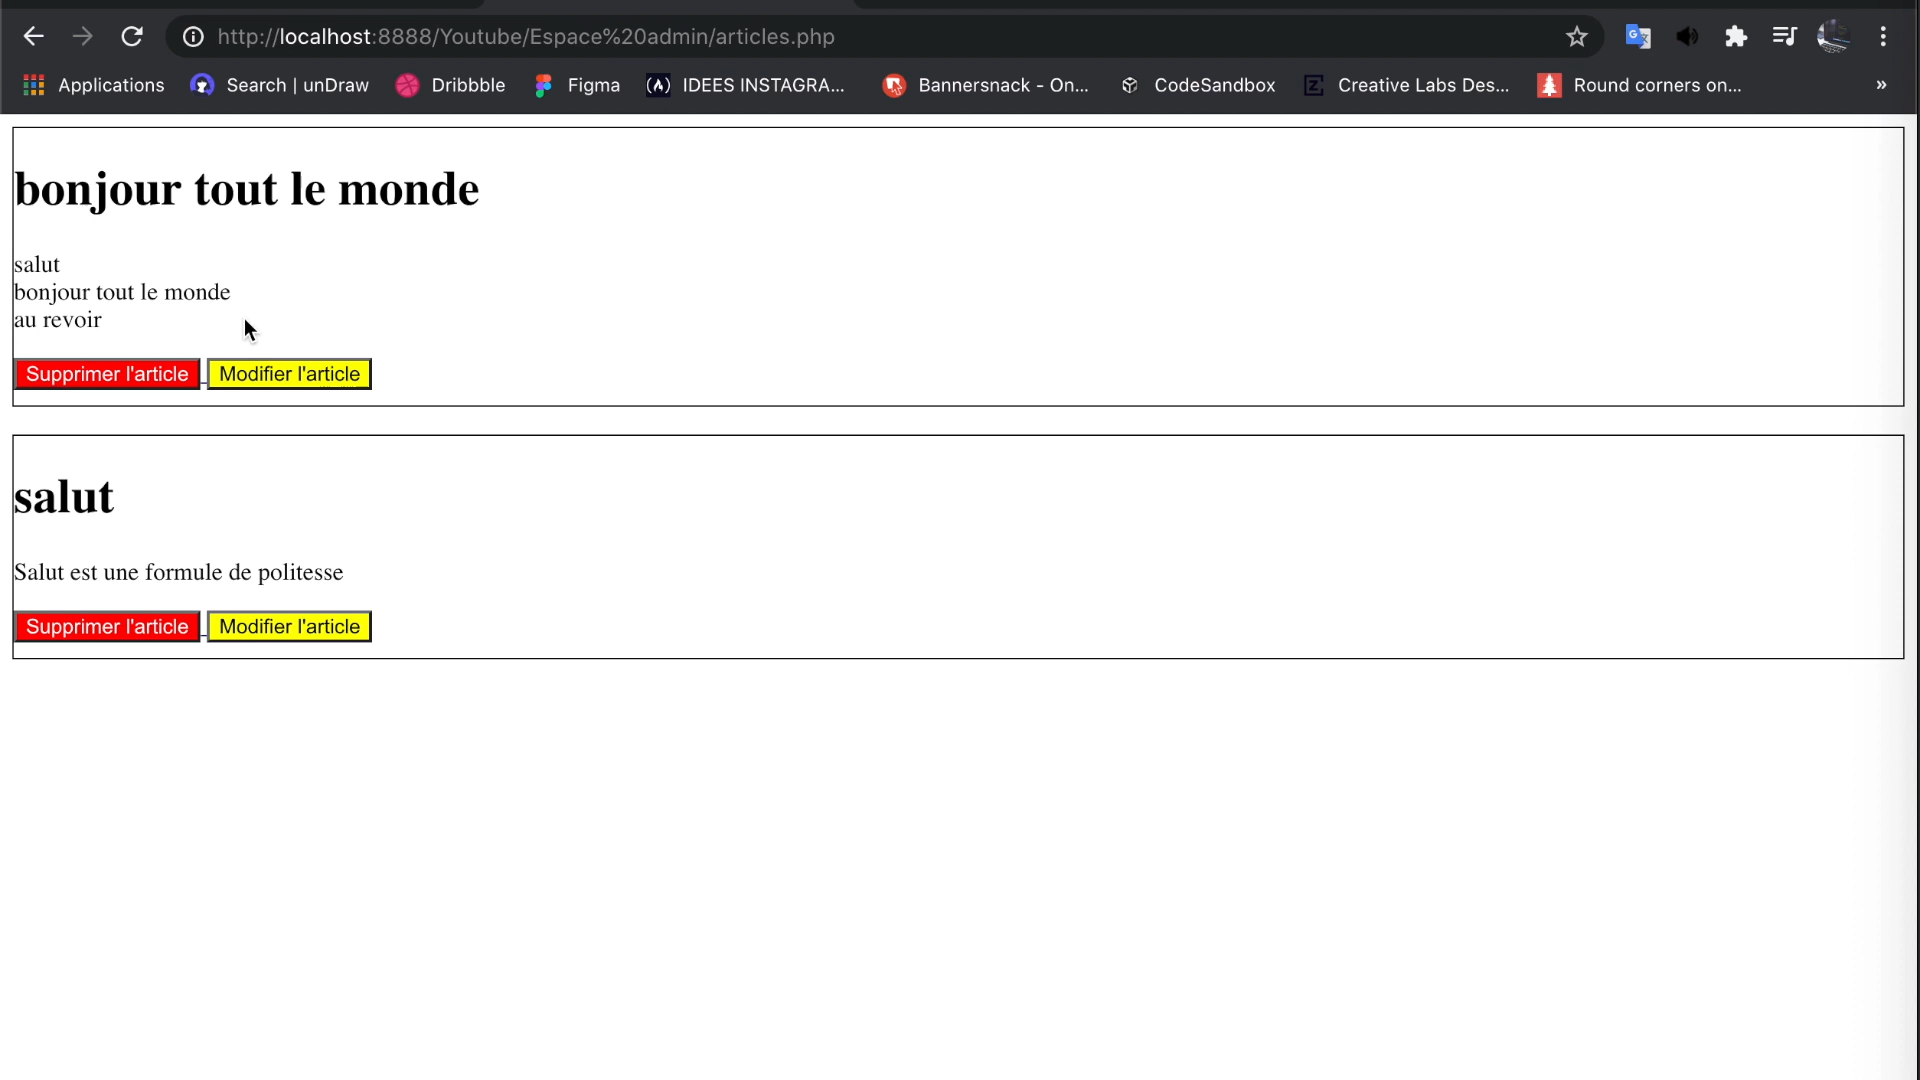 http://localhost:8888/Youtube/Espace%20admin/articles.php
Applications Search | unDraw Dribbble Figma IDEES INSTAGRA... Bannersnack - On... CodeSandbox Creative Labs Des... Round corners on... »
bonjour tout le monde
salut
bonjour tout le monde
au revoir
Supprimer l'article Modifier l'article
salut
Salut est une formule de politesse
Supprimer l'article Modifier l'article